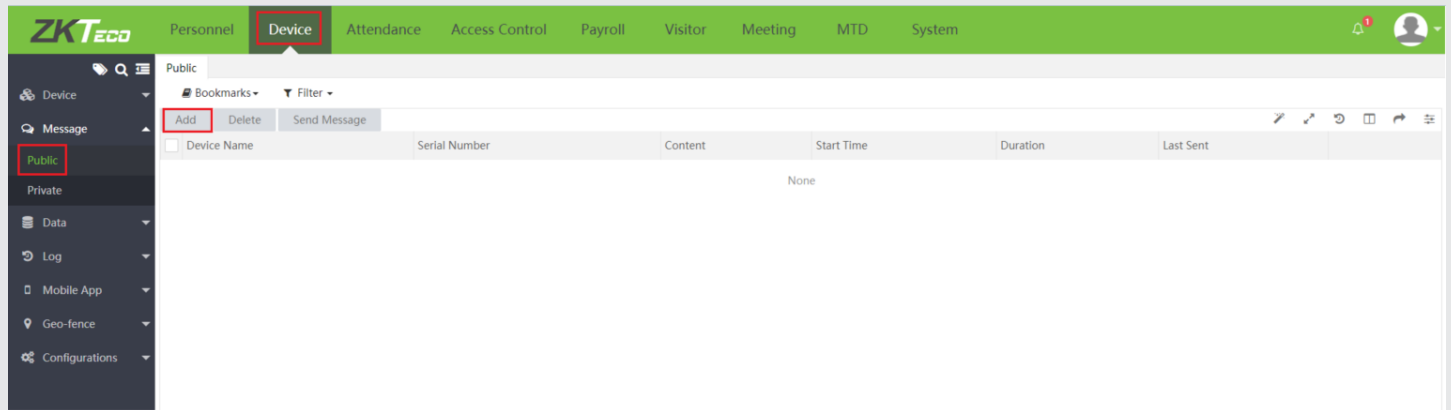 ZKTECO Personnel Device Attendance Access Control Payroll Visitor Meeting MTD System 1
Public
Bookmarks Filter
Add Delete Send Message
Device Name Serial Number Content Start Time Duration Last Sent
None
Device
Message
Public
Private
Data
Log
Mobile App
Geo-fence
Configurations